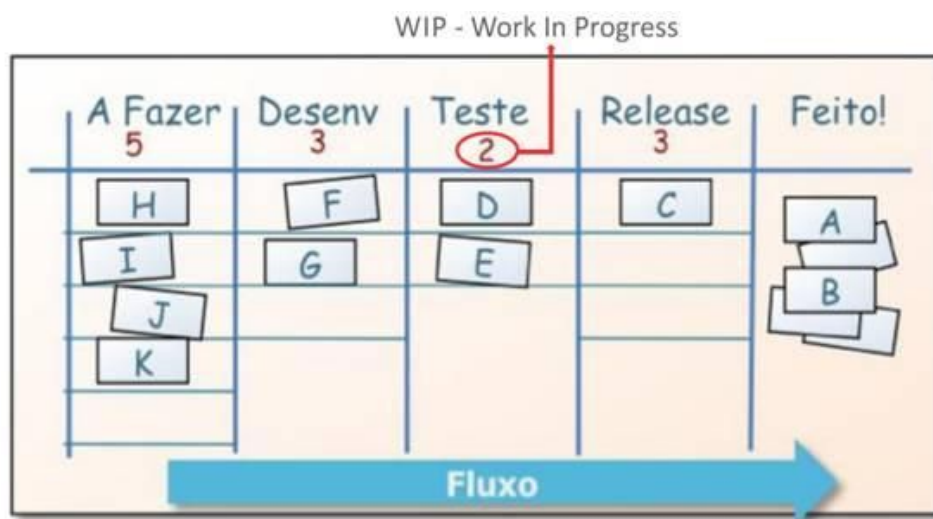 WIP - Work In Progress
A Fazer Desenv Teste Release Feito!
5 3 2 3
H F D C A
I G E
J B
K
Fluxo